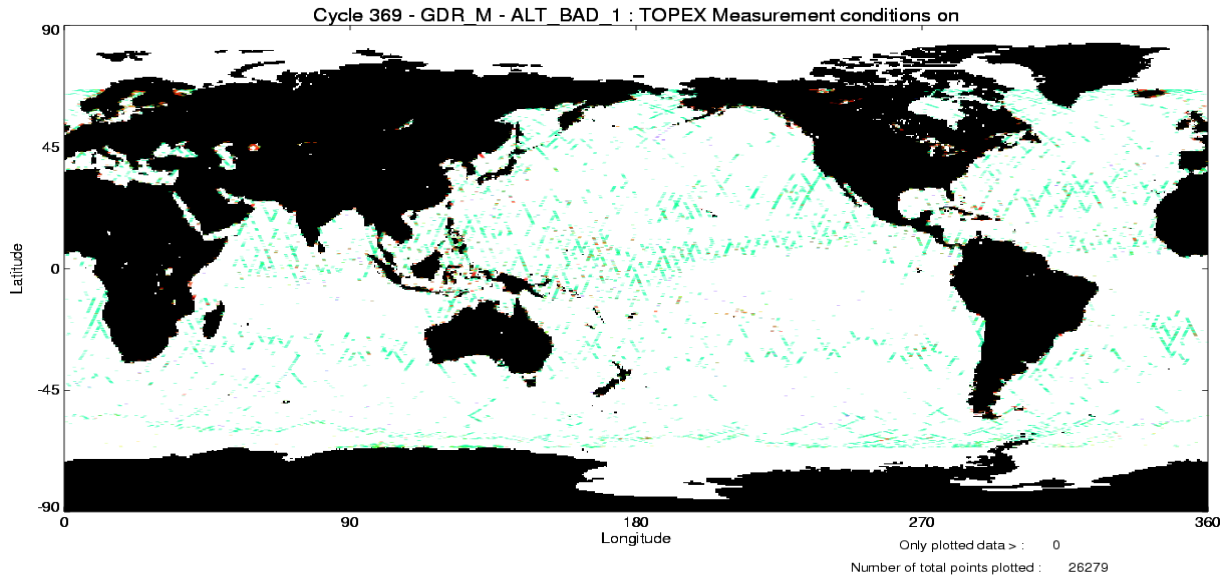 Cycle 369 - GDR_M - ALT_BAD_1 : TOPEX Measurement conditions on
90
45
0
-45
-90
Latitude
0 90 180 270 360
Longitude
Only plotted data > : 0
Number of total points plotted : 26279